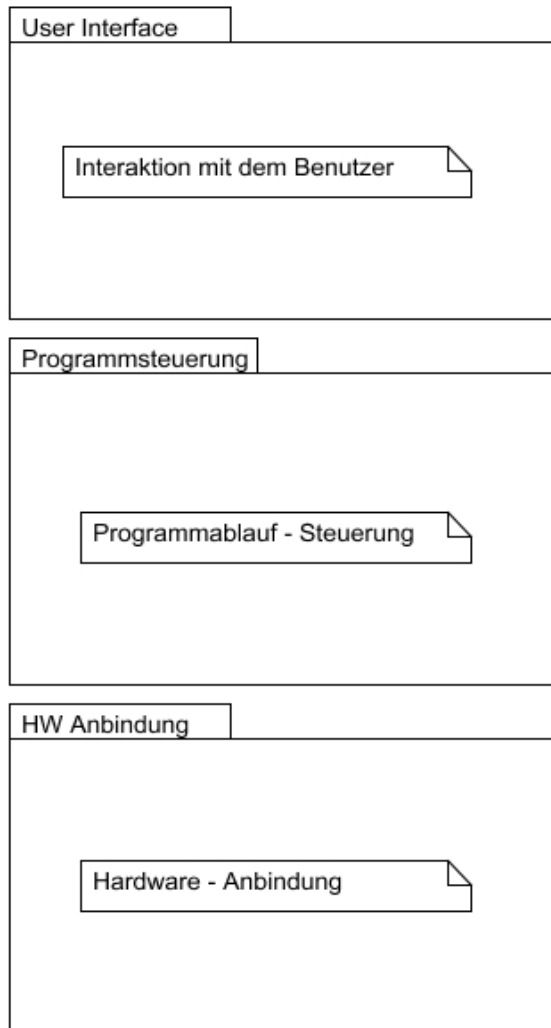 User Interface
Interaktion mit dem Benutzer
Programmsteuerung
Programmablauf - Steuerung
HW Anbindung
Hardware - Anbindung